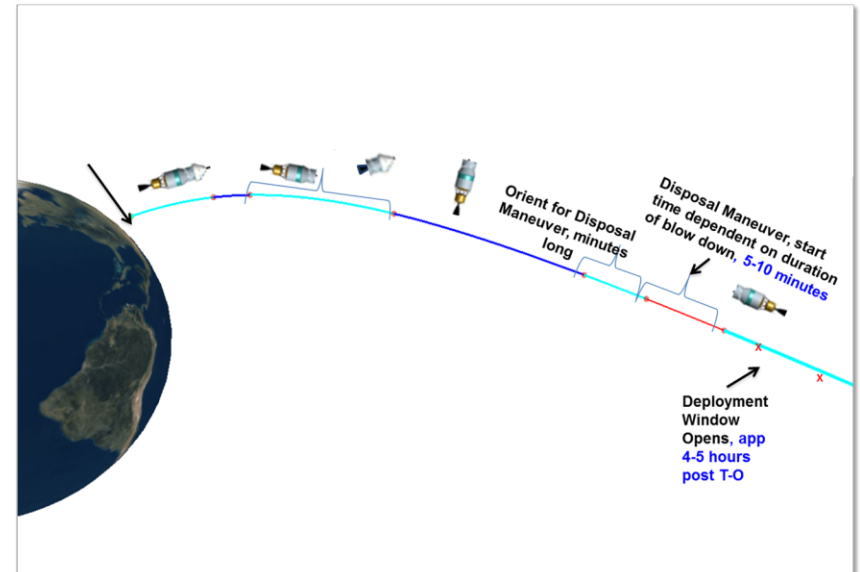 Orient for Disposal
Maneuver, minutes
long
Disposal Maneuver, start
time dependent on duration
of blow down, 5-10 minutes
X
X
Deployment
Window
Opens, app
4-5 hours
post T-O